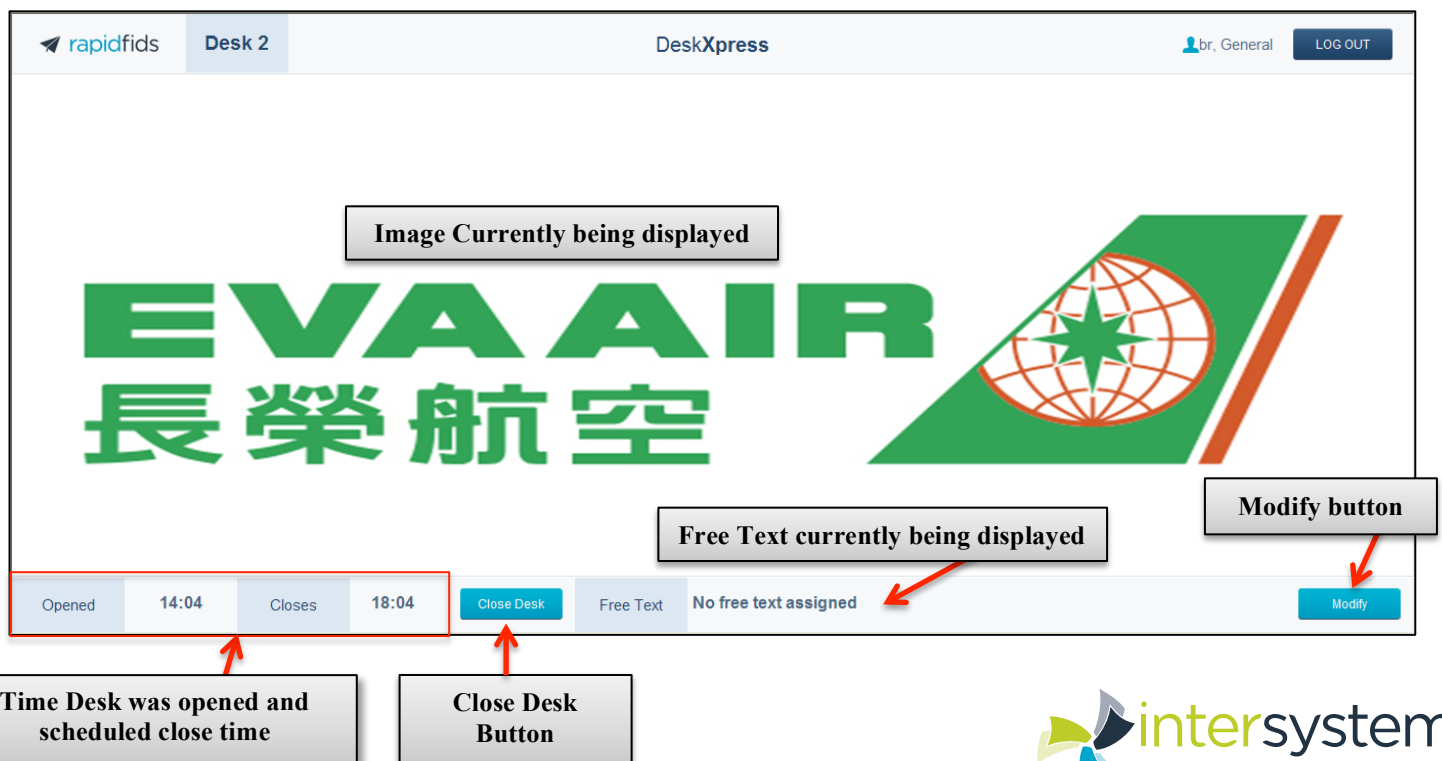 rapidfids
Desk 2
DeskXpress
br, General
LOG OUT
Image Currently being displayed
EVA AIR
長榮航空
Modify button
Free Text currently being displayed
Opened
14:04
Closes
18:04
Close Desk
Free Text
No free text assigned
Modify
Time Desk was opened and
scheduled close time
Close Desk
Button
intersystem